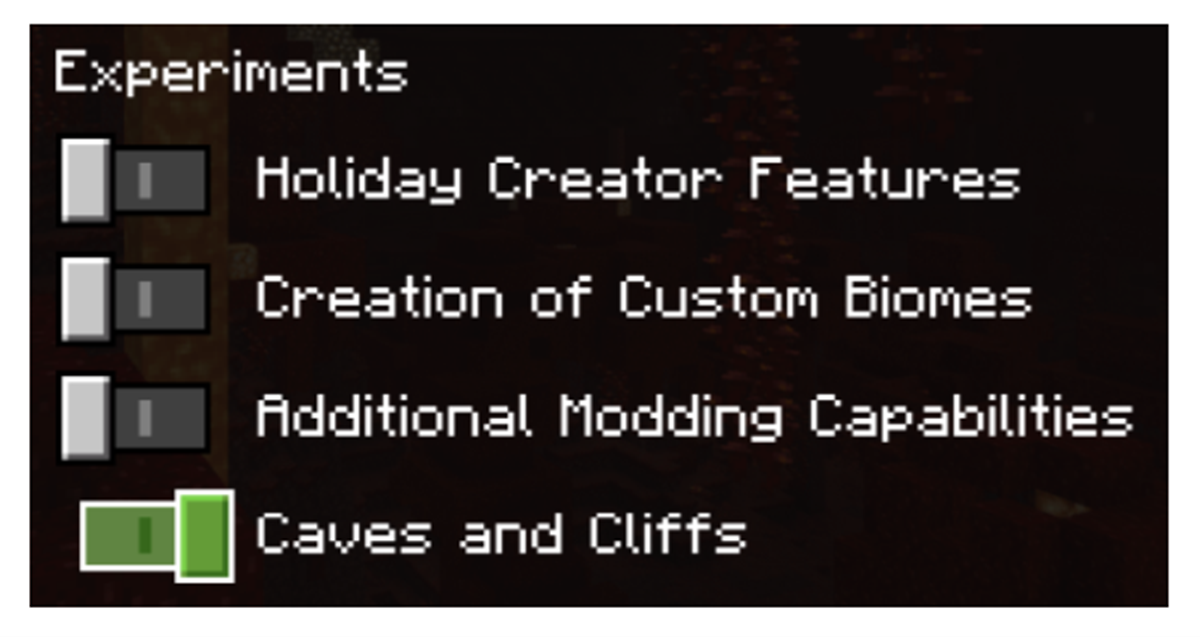 Experiments
Holiday Creator Features
Creation of Custom Biomes
Additional Modding Capabilities
Caves and Cliffs